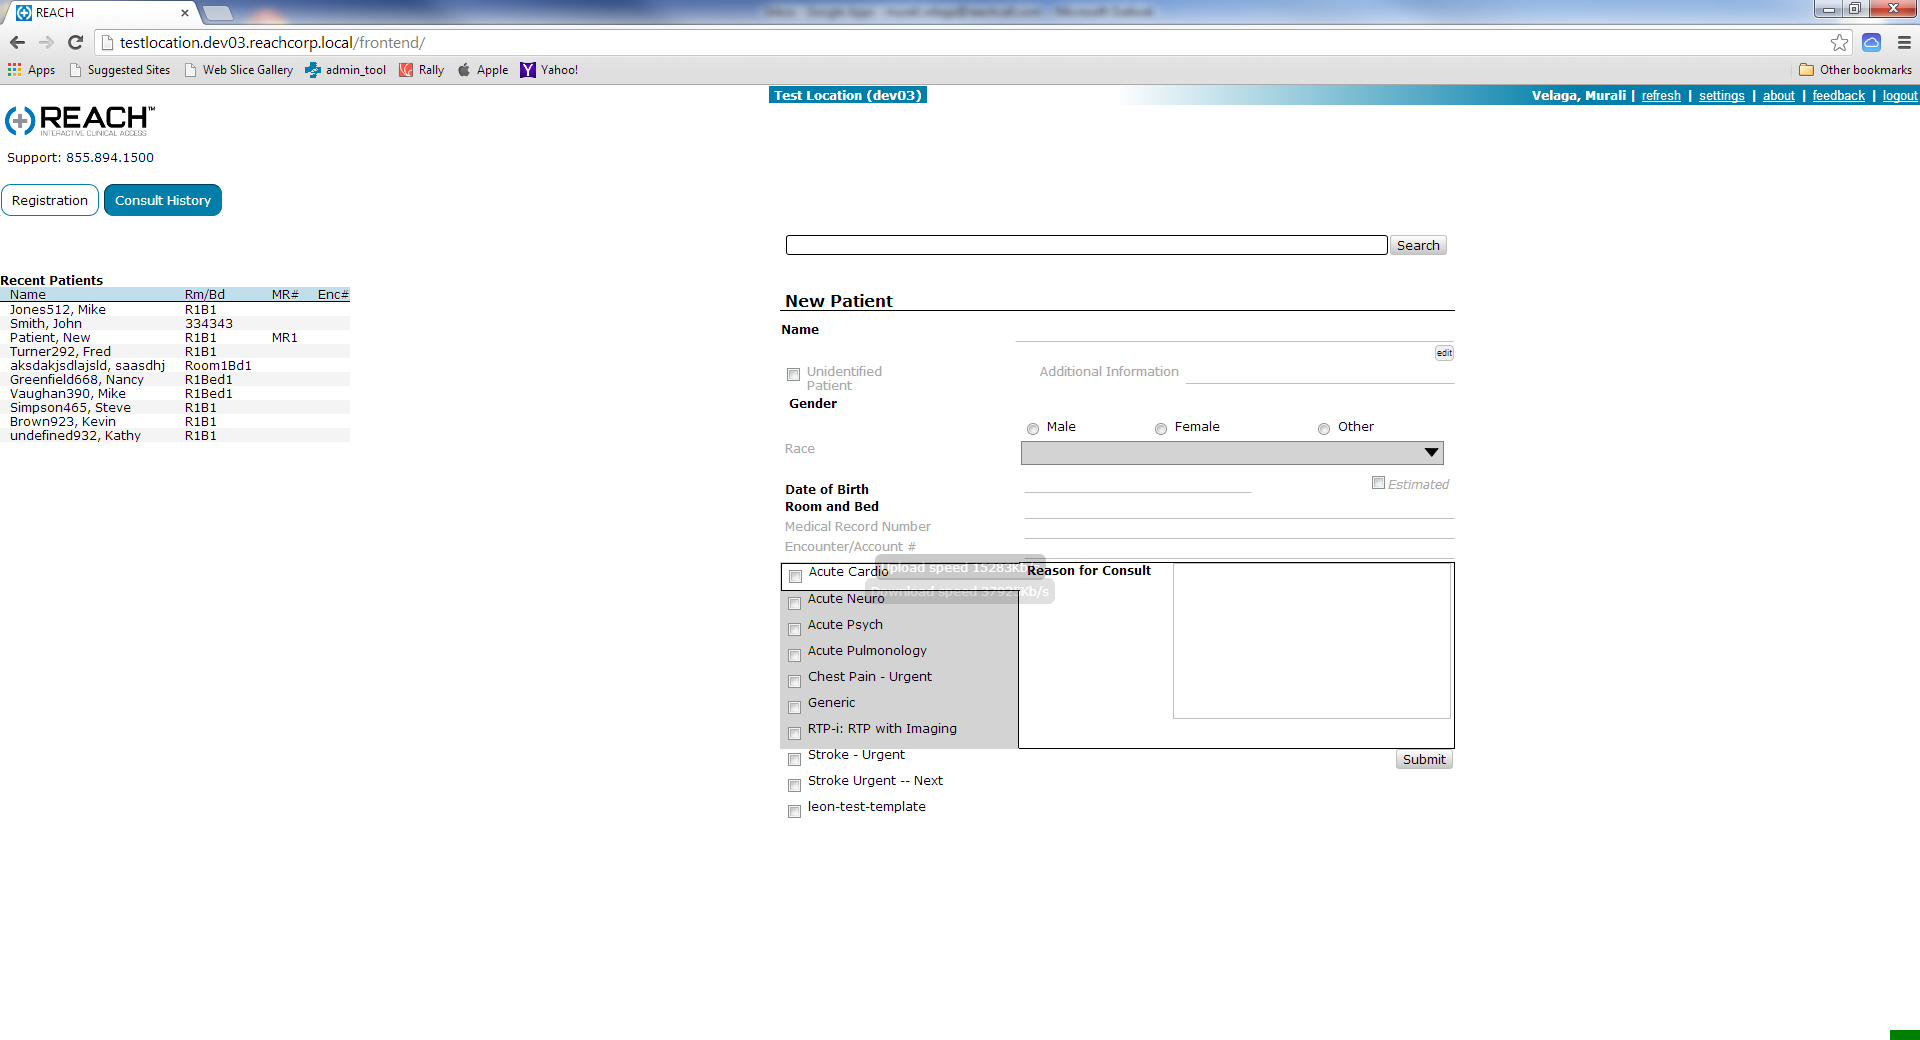 REACH
testlocation.dev03.reachcorp.local/frontend/
Apps Suggested Sites Web Slice Gallery admin_tool Rally Apple Yahoo! Other bookmarks
Test Location (dev03) Velaga, Murali | refresh | settings | about | feedback | logout
REACH™
INTERACTIVE CLINICAL ACCESS
Support: 855.894.1500
Registration Consult History
Search
Recent Patients
Name Rm/Bd MR# Enc#
Jones512, Mike R1B1
Smith, John 334343
Patient, New R1B1 MR1
Turner292, Fred R1B1
aksdakjsdlajsld, saasdhj Room1Bd1
Greenfield668, Nancy R1Bed1
Vaughan390, Mike R1Bed1
Simpson465, Steve R1B1
Brown923, Kevin R1B1
undefined932, Kathy R1B1
New Patient
Name
edit
Unidentified Patient Additional Information
Gender
Male Female Other
Race
Date of Birth Estimated
Room and Bed
Medical Record Number
Encounter/Account #
Upload speed 15283Kb/s
Acute Cardio Reason for Consult
Download speed Kb/s
Acute Neuro
Acute Psych
Acute Pulmonology
Chest Pain - Urgent
Generic
RTP-i: RTP with Imaging
Stroke - Urgent
Submit
Stroke Urgent -- Next
leon-test-template